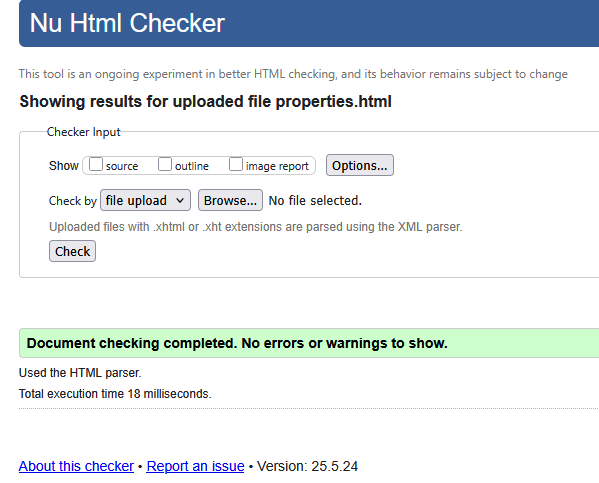 Nu Html Checker
This tool is an ongoing experiment in better HTML checking, and its behavior remains subject to change
Showing results for uploaded file properties.html
Checker Input
Show source outline image report Options...
Check by file upload Browse... No file selected.
Uploaded files with .xhtml or .xht extensions are parsed using the XML parser.
Check
Document checking completed. No errors or warnings to show.
Used the HTML parser.
Total execution time 18 milliseconds.
About this checker • Report an issue • Version: 25.5.24